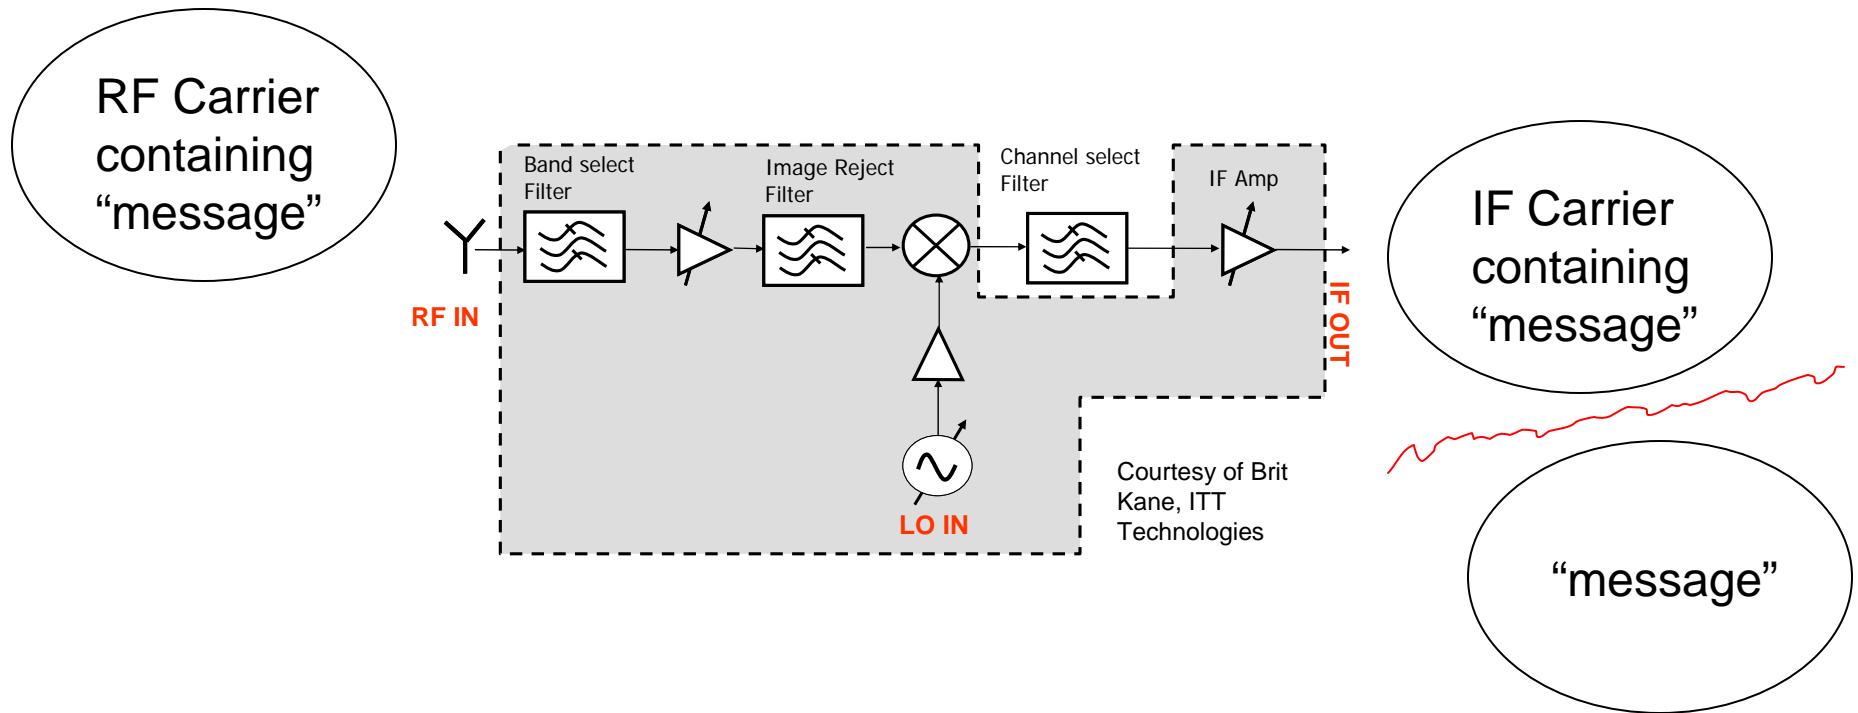 RF Carrier
containing
“message”
Band select
Filter
Image Reject
Filter
Channel select
Filter
IF Amp
RF IN
IF OUT
LO IN
IF Carrier
containing
“message”
Courtesy of Brit
Kane, ITT
Technologies
“message”